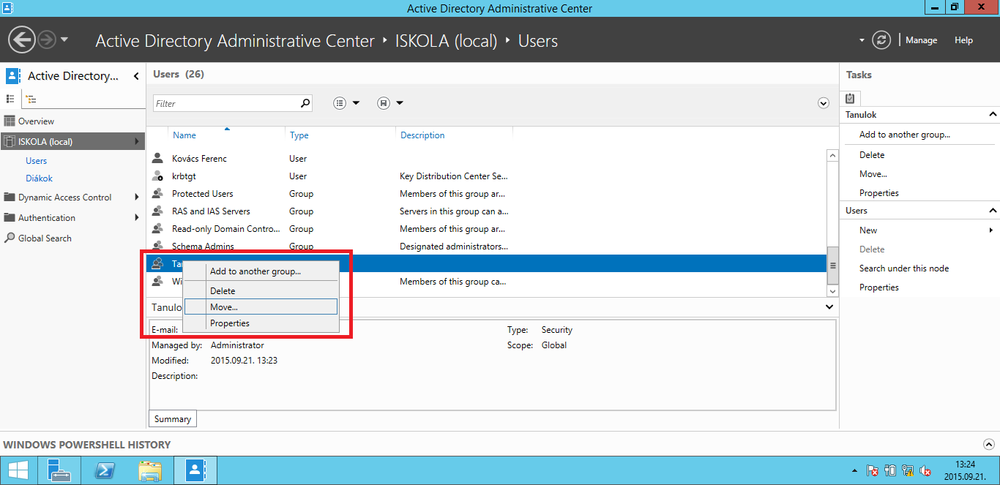 Active Directory Administrative Center
Active Directory Administrative Center ‣ ISKOLA (local) ‣ Users
Manage
Help
Active Directory...
Overview
ISKOLA (local)
Users
Diákok
Dynamic Access Control
Authentication
Global Search
Users (26)
Filter
Name Type Description
Kovács Ferenc User
krbtgt User Key Distribution Center Se...
Protected Users Group Members of this group ar...
RAS and IAS Servers Group Servers in this group can a...
Read-only Domain Contro... Group Members of this group ar...
Schema Admins Group Designated administrators...
Ta
Wi Members of this group ca...
Add to another group...
Delete
Move...
Properties
Tanulo
E-mail:
Managed by: Administrator
Modified: 2015.09.21. 13:23
Description:
Type: Security
Scope: Global
Summary
Tasks
Tanulok
Add to another group...
Delete
Move...
Properties
Users
New
Delete
Search under this node
Properties
WINDOWS POWERSHELL HISTORY
13:24
2015.09.21.